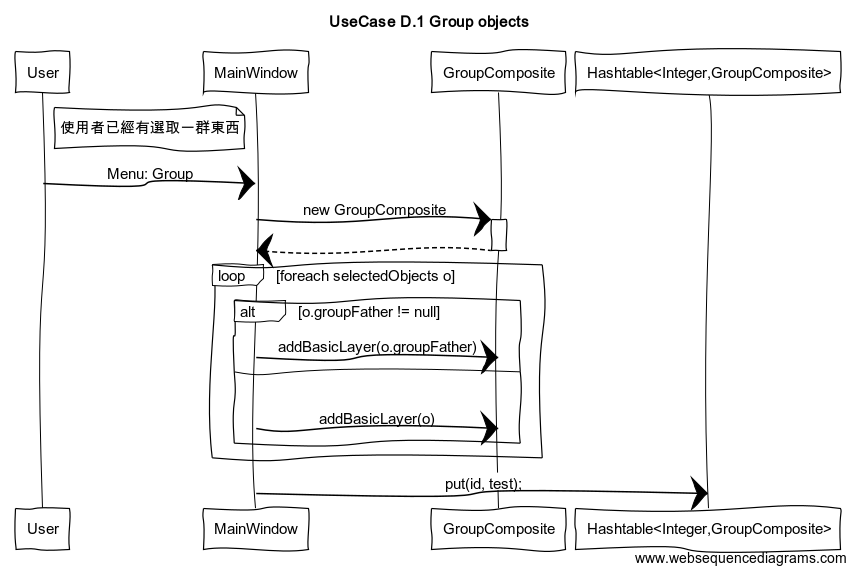 UseCase D.1 Group objects
User
MainWindow
GroupComposite
Hashtable<Integer,GroupComposite>
使用者已經有選取一群東西
Menu: Group
new GroupComposite
loop
[foreach selectedObjects o]
alt
[o.groupFather != null]
addBasicLayer(o.groupFather)
addBasicLayer(o)
put(id, test);
User
MainWindow
GroupComposite
Hashtable<Integer,GroupComposite>
www.websequencediagrams.com